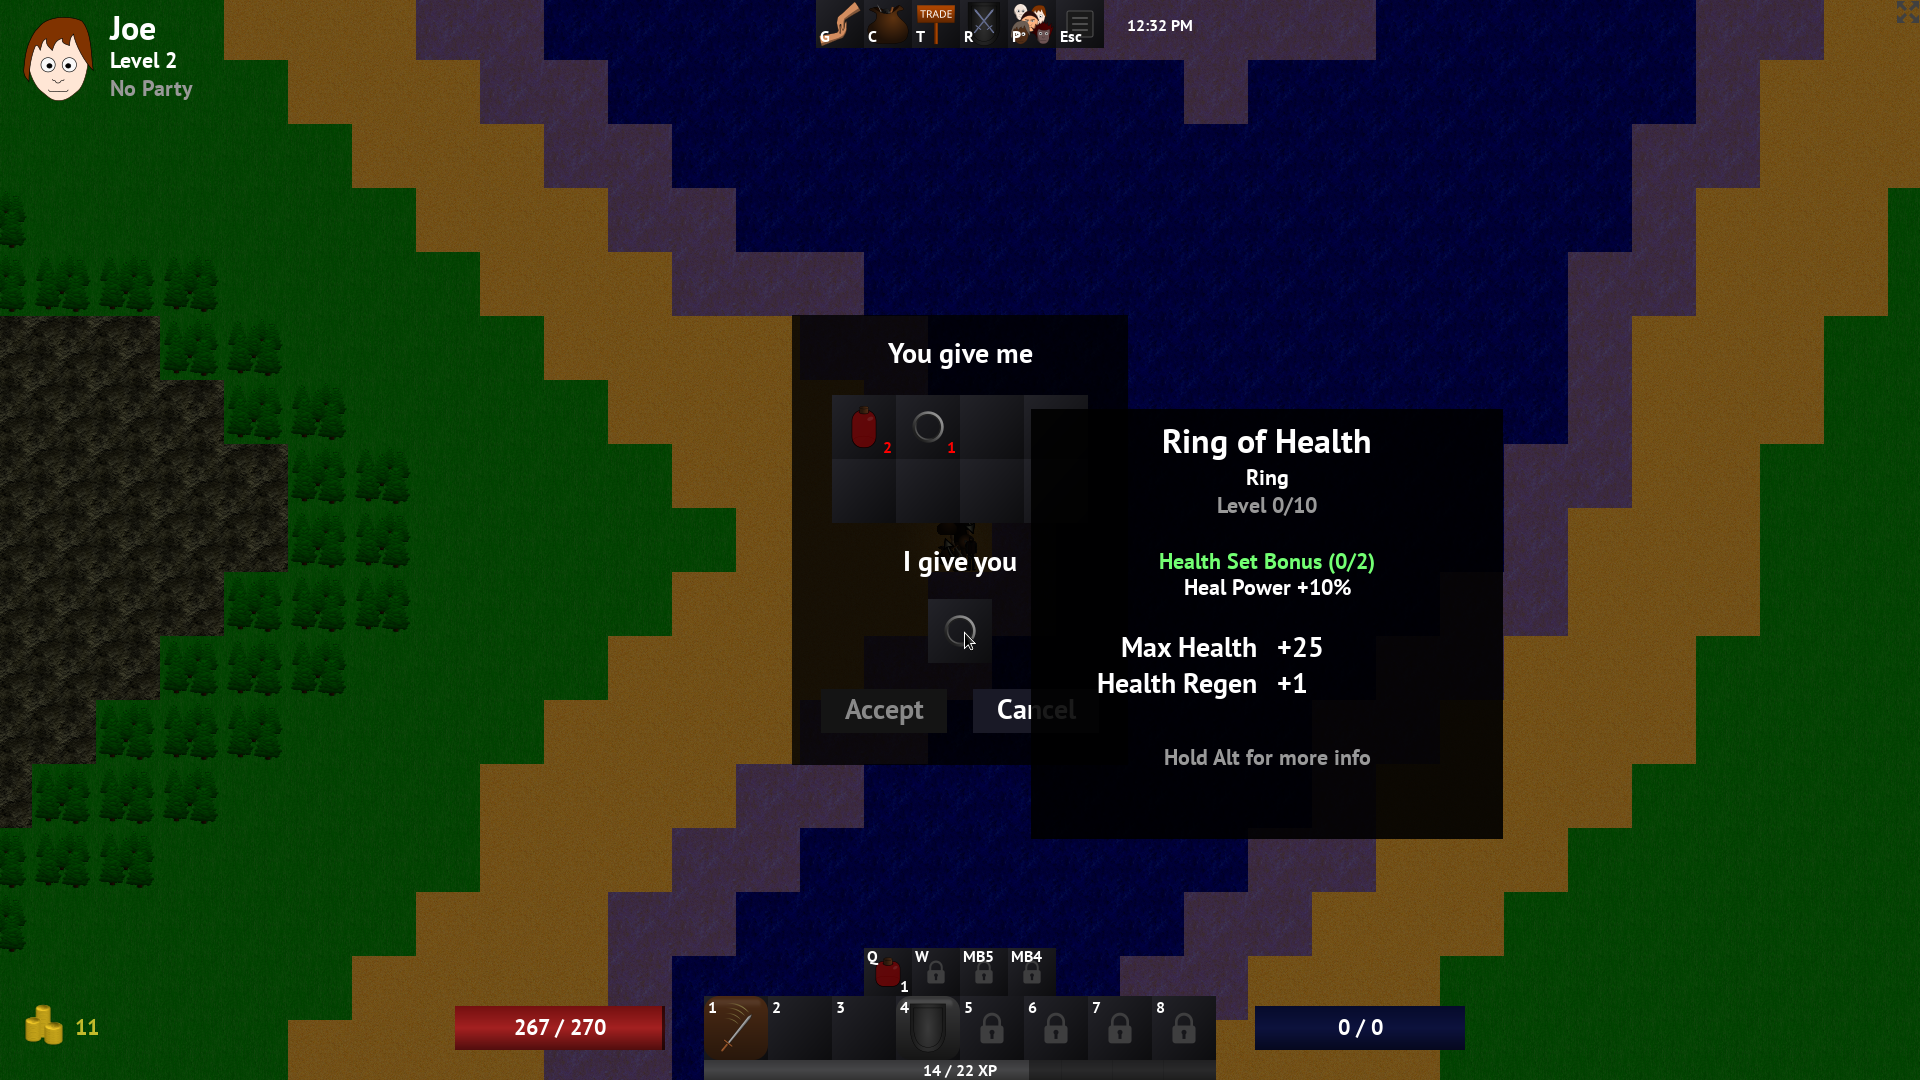 Joe
Level 2
No Party
G
C
TRADE
T
R
P
Esc
12:32 PM
You give me
2
1
I give you
Accept
Cancel
Ring of Health
Ring
Level 0/10
Health Set Bonus (0/2)
Heal Power +10%
Max Health +25
Health Regen +1
Hold Alt for more info
Q
1
W
MB5
MB4
1
2
3
4
5
6
7
8
11
267 / 270
0 / 0
14 / 22 XP